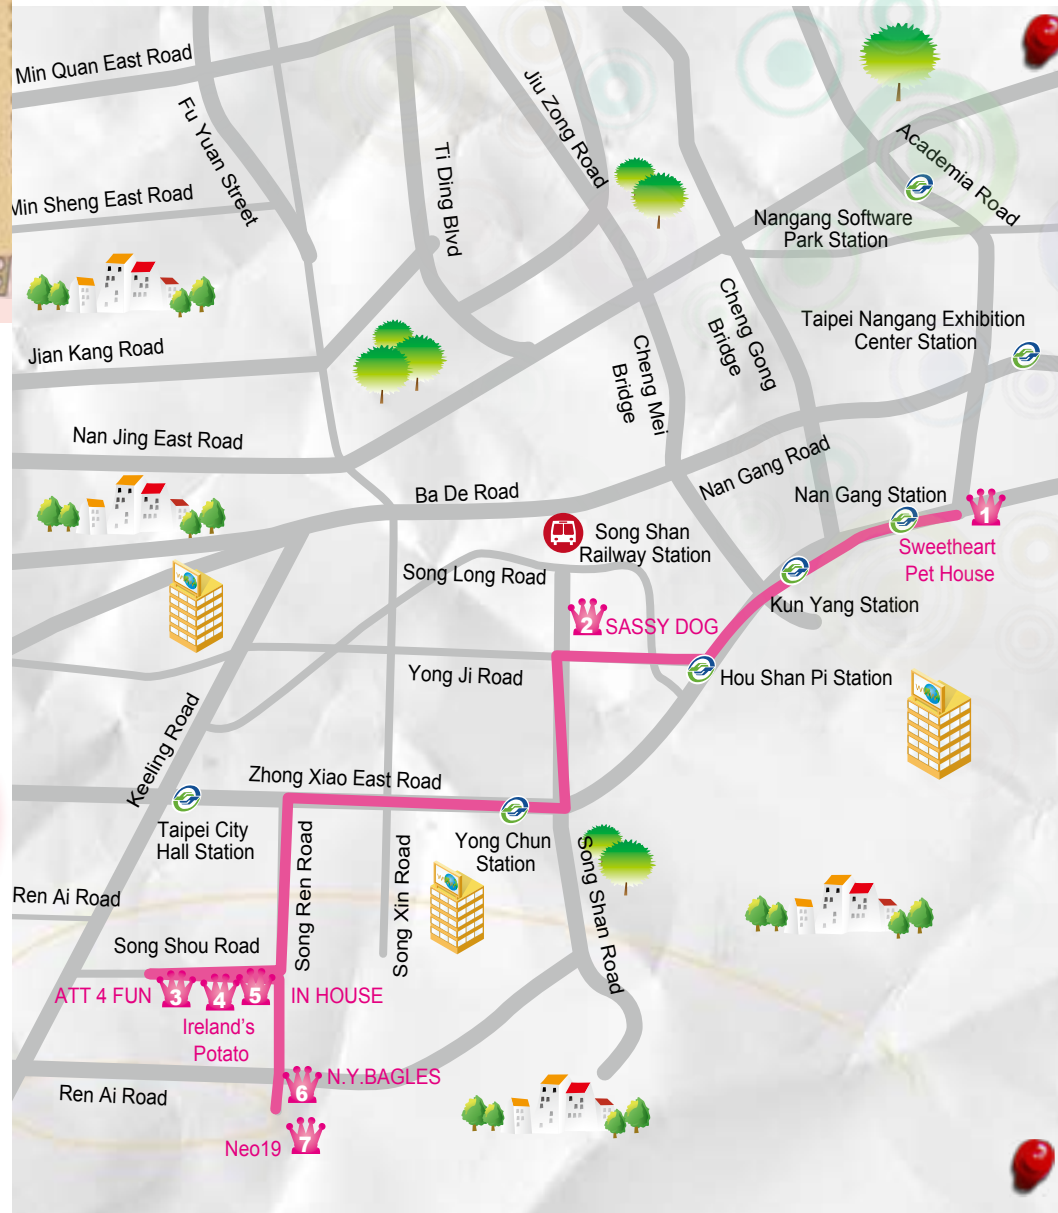 Min Quan East Road
Fu Yuan Street
Ti Ding Blvd
Jiu Zong Road
Academia Road
Min Sheng East Road
Nangang Software
Park Station
Cheng Gong
Bridge
Taipei Nangang Exhibition
Center Station
Jian Kang Road
Cheng Mei
Bridge
Nan Jing East Road
Nan Gang Road
Ba De Road
Nan Gang Station
1
Sweetheart
Pet House
Song Shan
Railway Station
Song Long Road
Kun Yang Station
2
SASSY DOG
Yong Ji Road
Hou Shan Pi Station
Keeling Road
Zhong Xiao East Road
Taipei City
Hall Station
Yong Chun
Station
Song Ren Road
Song Xin Road
Song Shan Road
Ren Ai Road
Song Shou Road
ATT 4 FUN
3
4
5
IN HOUSE
Ireland's
Potato
6
N.Y.BAGLES
Ren Ai Road
Neo19
7